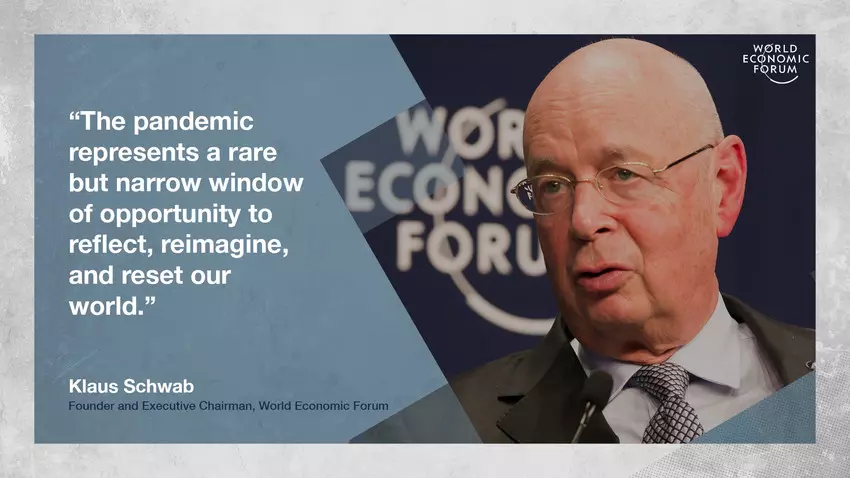 “The pandemic
represents a rare
but narrow window
of opportunity to
reflect, reimagine,
and reset our
world.”
Klaus Schwab
Founder and Executive Chairman, World Economic Forum
WORLD
ECONOMIC
FORUM
WOR
ECONO
FORU